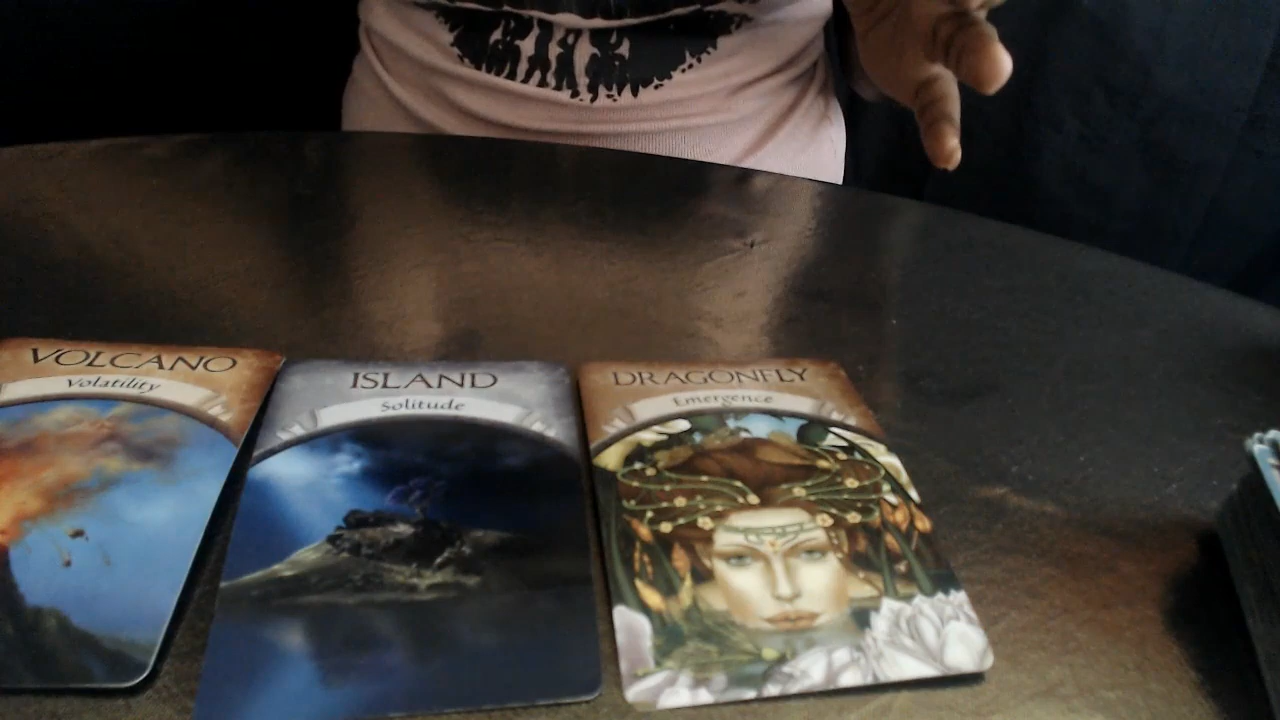 VOLCANO
Volatility
ISLAND
Solitude
DRAGONFLY
Emergence